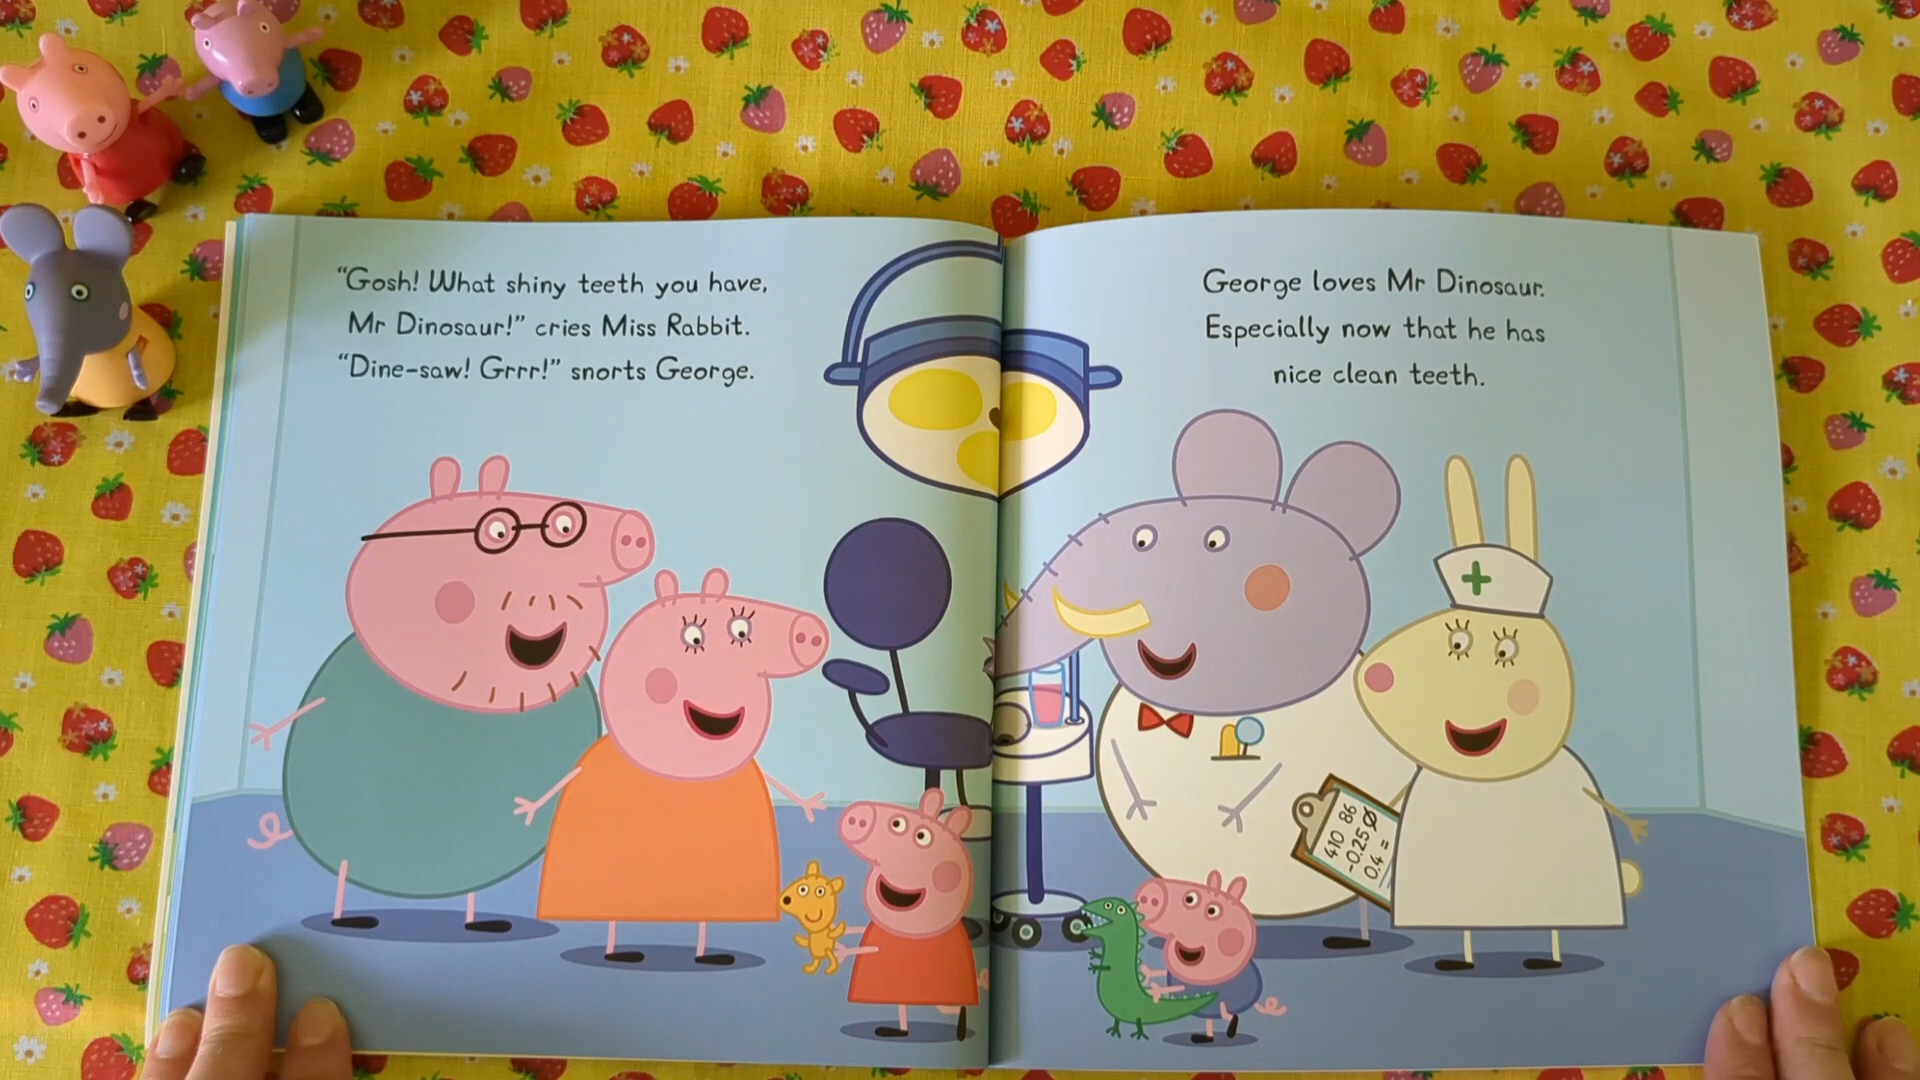 “Gosh! What shiny teeth you have,
Mr Dinosaur!” cries Miss Rabbit.
“Dine-saw! Grrr!” snorts George.
George loves Mr Dinosaur.
Especially now that he has
nice clean teeth.
410 86
-0.25 Ø
0.4 =